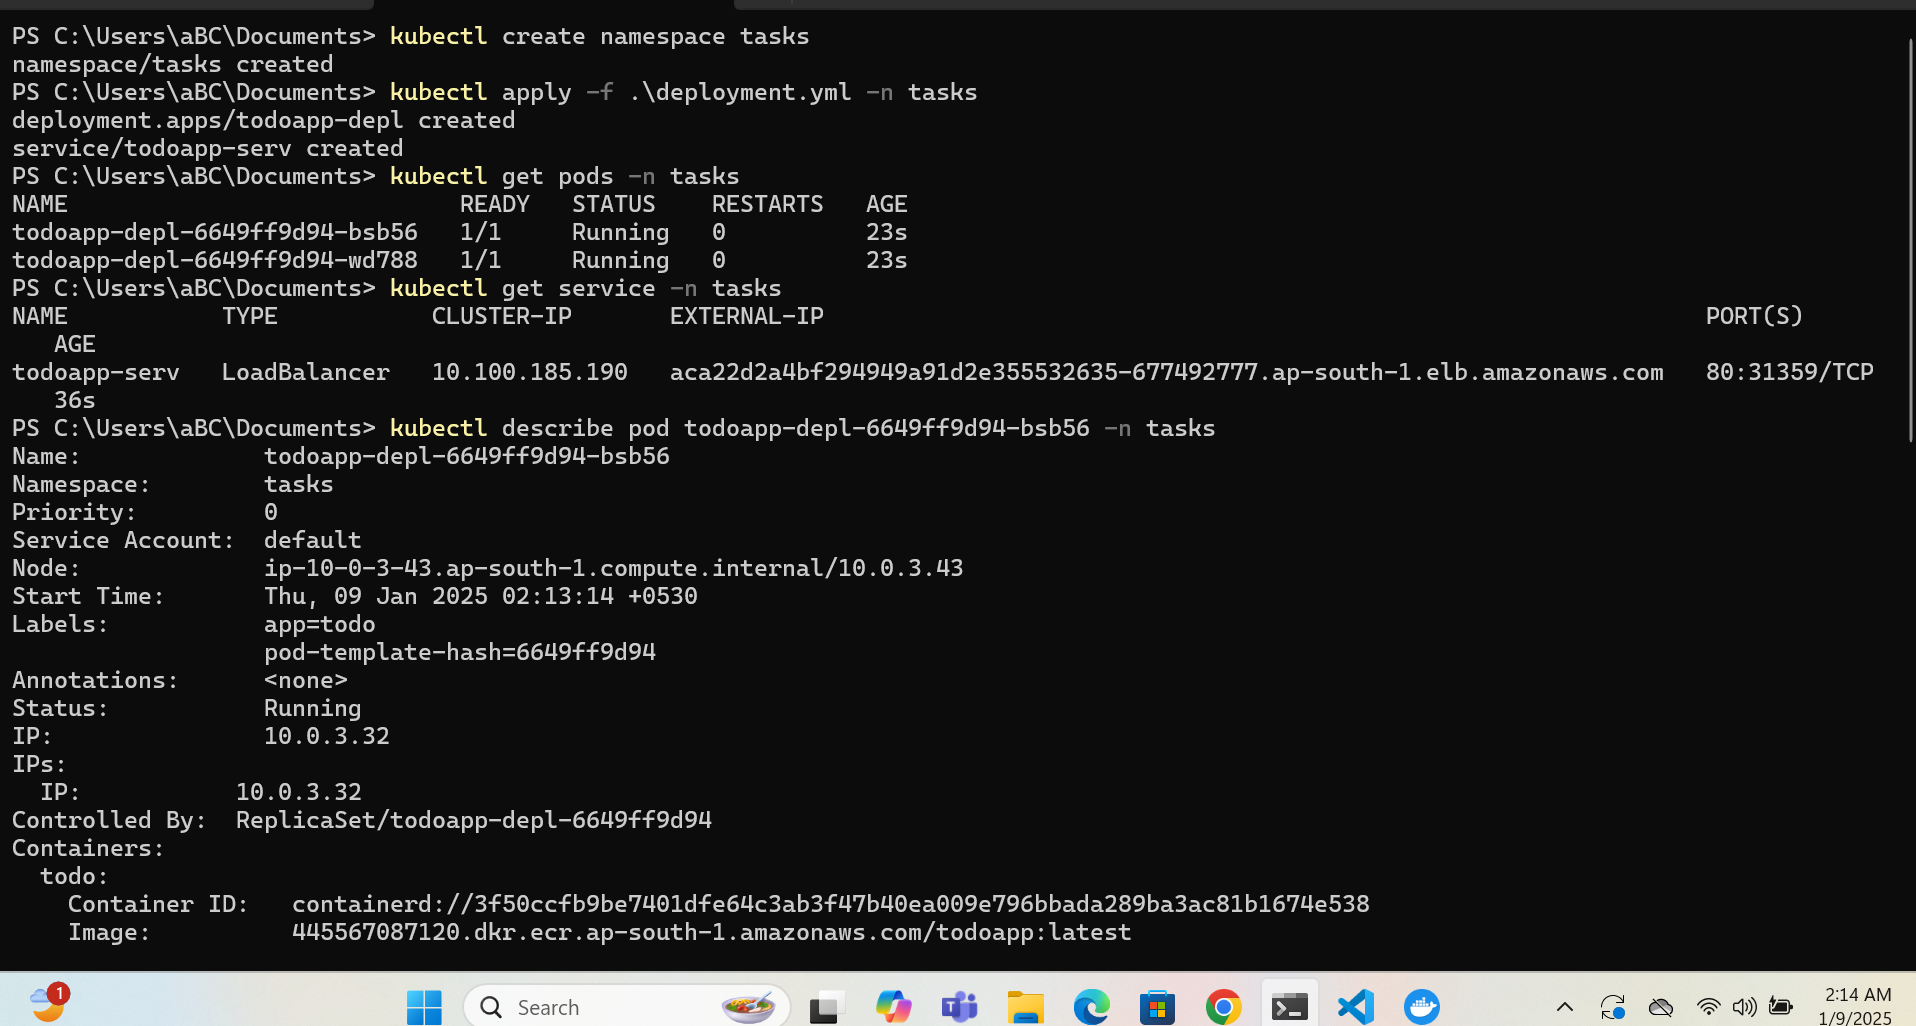 PS C:\Users\aBC\Documents> kubectl create namespace tasks
namespace/tasks created
PS C:\Users\aBC\Documents> kubectl apply -f .\deployment.yml -n tasks
deployment.apps/todoapp-depl created
service/todoapp-serv created
PS C:\Users\aBC\Documents> kubectl get pods -n tasks
NAME                            READY   STATUS    RESTARTS   AGE
todoapp-depl-6649ff9d94-bsb56   1/1     Running   0          23s
todoapp-depl-6649ff9d94-wd788   1/1     Running   0          23s
PS C:\Users\aBC\Documents> kubectl get service -n tasks
NAME           TYPE           CLUSTER-IP       EXTERNAL-IP                                                               PORT(S)
   AGE
todoapp-serv   LoadBalancer   10.100.185.190   aca22d2a4bf294949a91d2e355532635-677492777.ap-south-1.elb.amazonaws.com   80:31359/TCP
   36s
PS C:\Users\aBC\Documents> kubectl describe pod todoapp-depl-6649ff9d94-bsb56 -n tasks
Name:             todoapp-depl-6649ff9d94-bsb56
Namespace:        tasks
Priority:         0
Service Account:  default
Node:             ip-10-0-3-43.ap-south-1.compute.internal/10.0.3.43
Start Time:       Thu, 09 Jan 2025 02:13:14 +0530
Labels:           app=todo
                  pod-template-hash=6649ff9d94
Annotations:      <none>
Status:           Running
IP:               10.0.3.32
IPs:
  IP:           10.0.3.32
Controlled By:  ReplicaSet/todoapp-depl-6649ff9d94
Containers:
  todo:
    Container ID:   containerd://3f50ccfb9be7401dfe64c3ab3f47b40ea009e796bbada289ba3ac81b1674e538
    Image:          445567087120.dkr.ecr.ap-south-1.amazonaws.com/todoapp:latest
1
Search
2:14 AM
1/9/2025